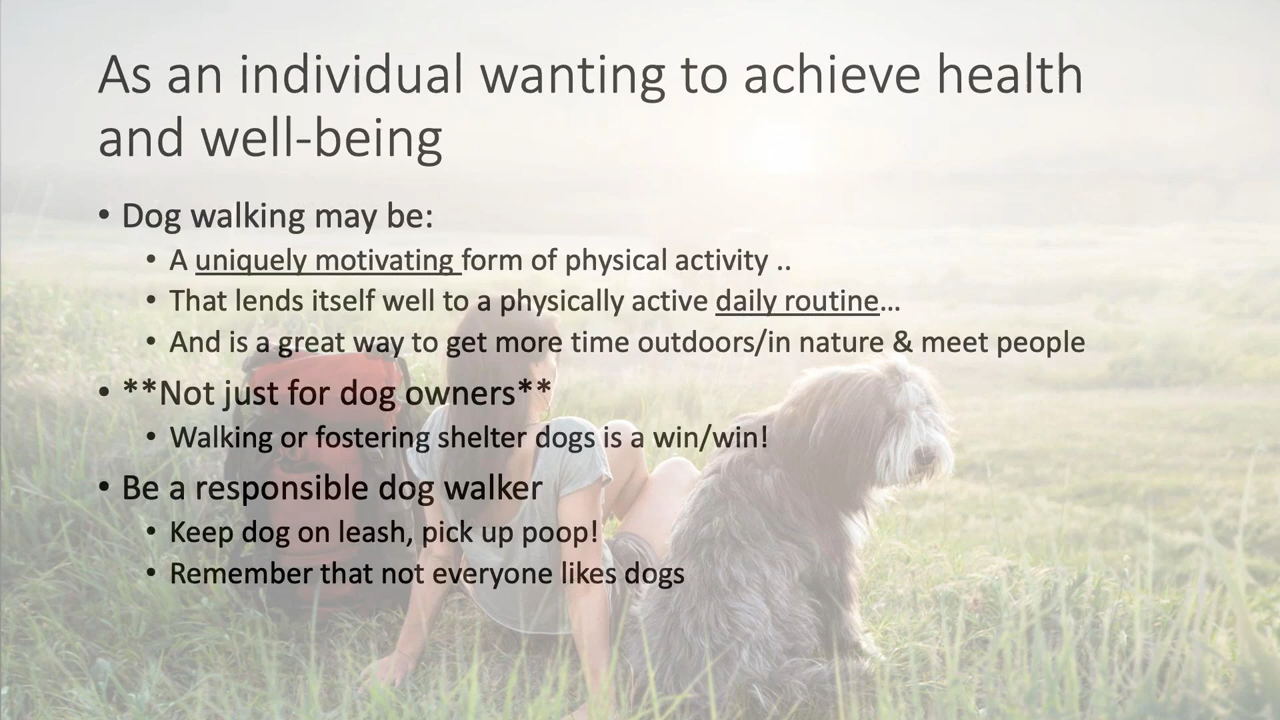 As an individual wanting to achieve health
and well-being
• Dog walking may be:
• A uniquely motivating form of physical activity ..
• That lends itself well to a physically active daily routine…
• And is a great way to get more time outdoors/in nature & meet people
• **Not just for dog owners**
• Walking or fostering shelter dogs is a win/win!
• Be a responsible dog walker
• Keep dog on leash, pick up poop!
• Remember that not everyone likes dogs